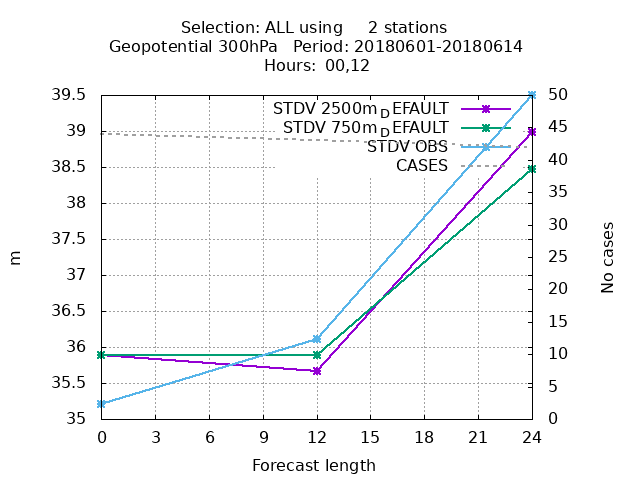 Selection: ALL using 2 stations
Geopotential 300hPa Period: 20180601-20180614
Hours: 00,12
39.5
39
38.5
38
37.5
37
36.5
36
35.5
35
50
45
40
35
30
25
20
15
10
5
0
STDV 2500mDEFAULT
STDV 750mDEFAULT
STDV OBS
CASES
m
No cases
0 3 6 9 12 15 18 21 24
Forecast length